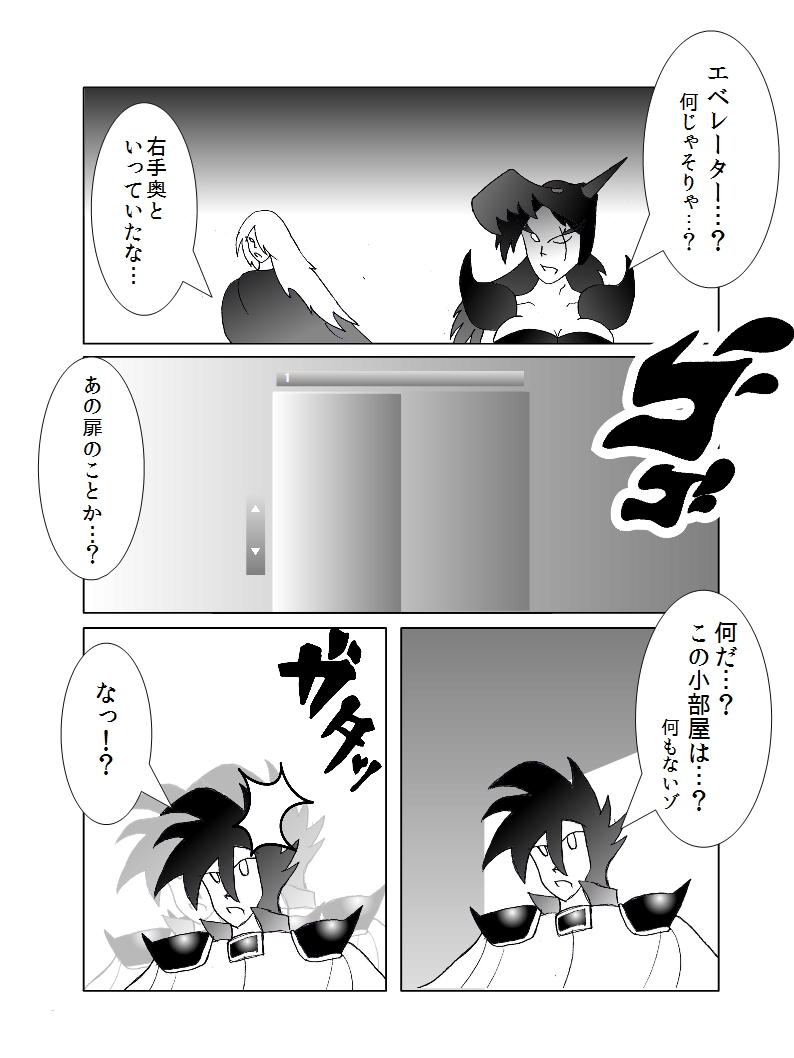 エベレーター…？
何じゃそりゃ…？
右手奥と
いっていたな…
1
あの扉のことか…？
何だ…？
この小部屋は…？
何もないゾ
ガタッ
なっ！？